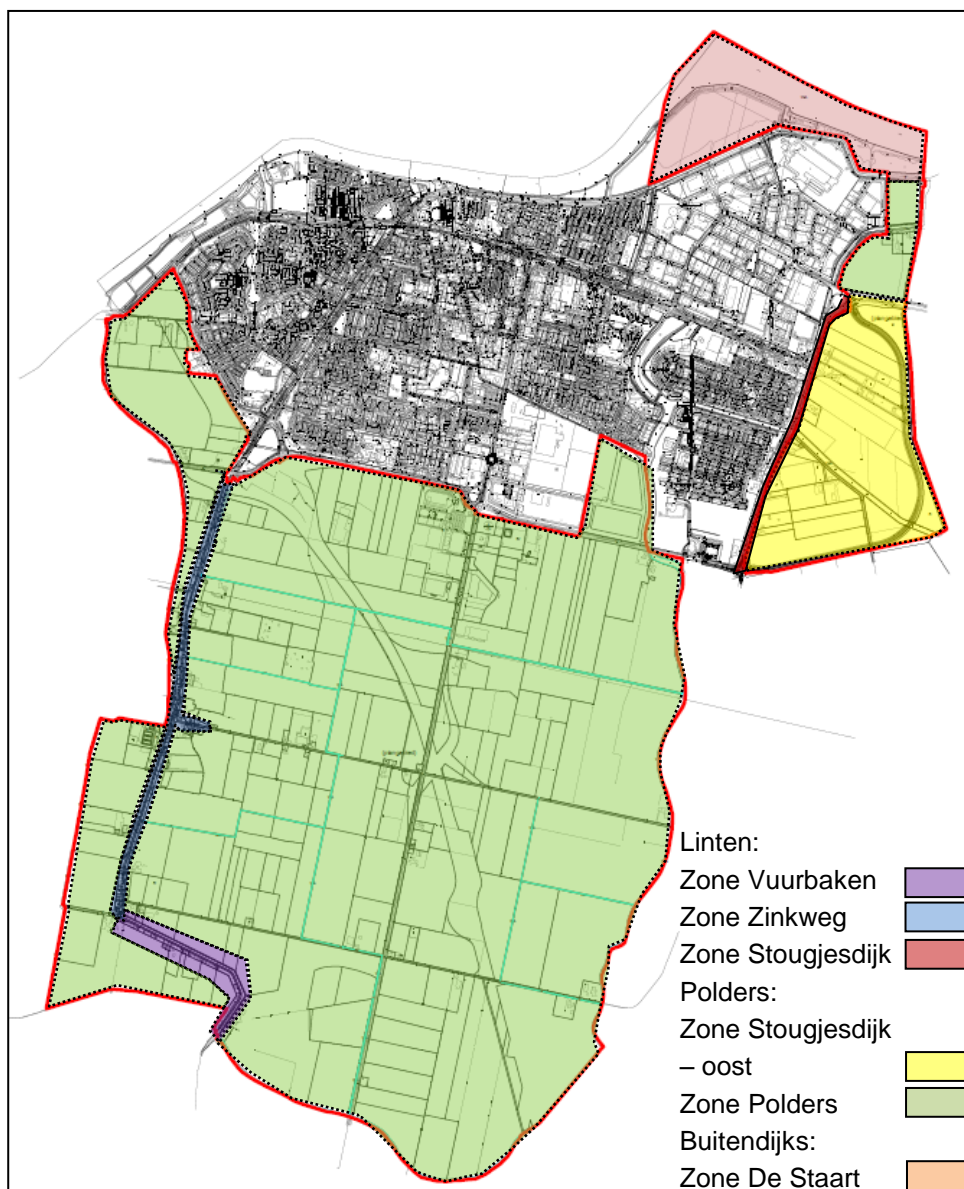 Linten:
Zone Vuurbaken
Zone Zinkweg
Zone Stougjesdijk
Polders:
Zone Stougjesdijk
– oost
Zone Polders
Buitendijks:
Zone De Staart